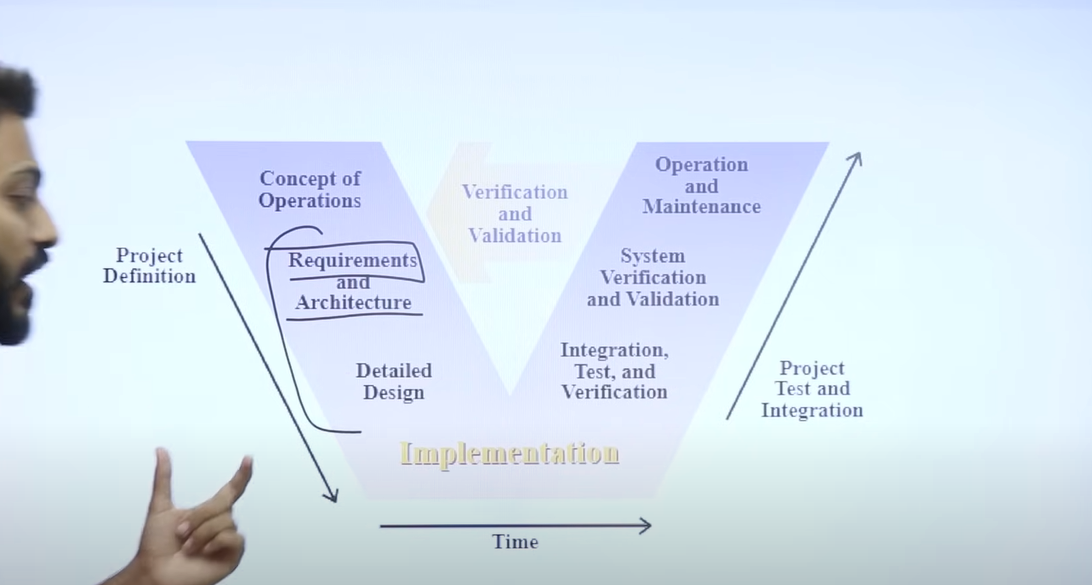 Concept of
Operations
Verification
and
Validation
Operation
and
Maintenance
Project
Definition
Requirements
and
Architecture
System
Verification
and Validation
Detailed
Design
Integration,
Test, and
Verification
Project
Test and
Integration
Implementation
Time